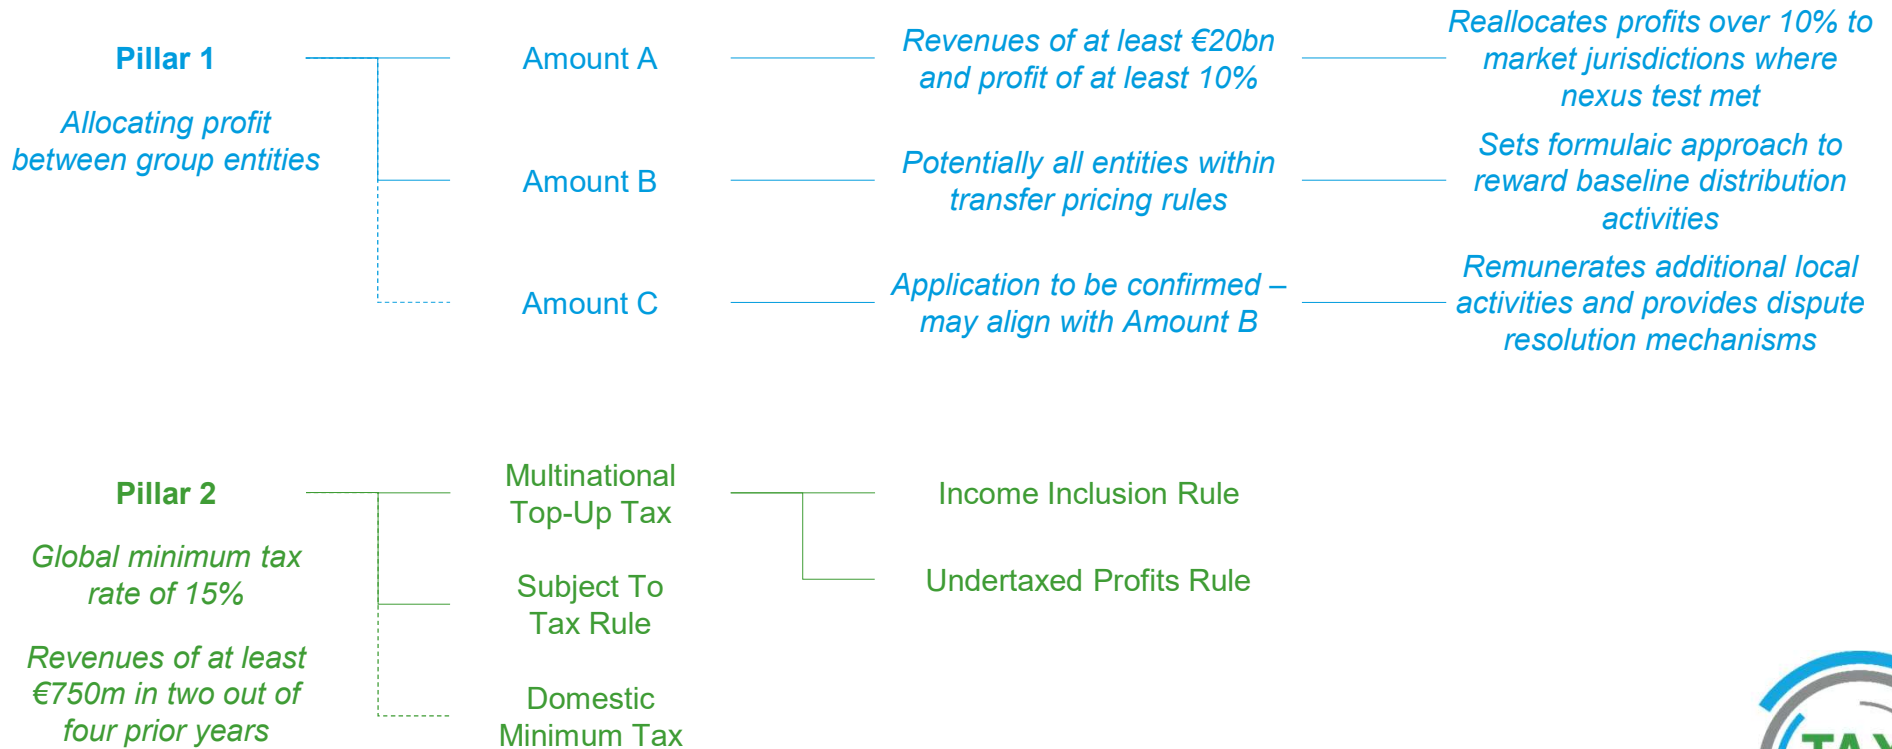 Pillar 1
Allocating profit
between group entities
Amount A
Revenues of at least €20bn
and profit of at least 10%
Reallocates profits over 10% to
market jurisdictions where
nexus test met
Amount B
Potentially all entities within
transfer pricing rules
Sets formulaic approach to
reward baseline distribution
activities
Amount C
Application to be confirmed –
may align with Amount B
Remunerates additional local
activities and provides dispute
resolution mechanisms
Pillar 2
Global minimum tax
rate of 15%
Revenues of at least
€750m in two out of
four prior years
Multinational
Top-Up Tax
Income Inclusion Rule
Undertaxed Profits Rule
Subject To
Tax Rule
Domestic
Minimum Tax
TAX